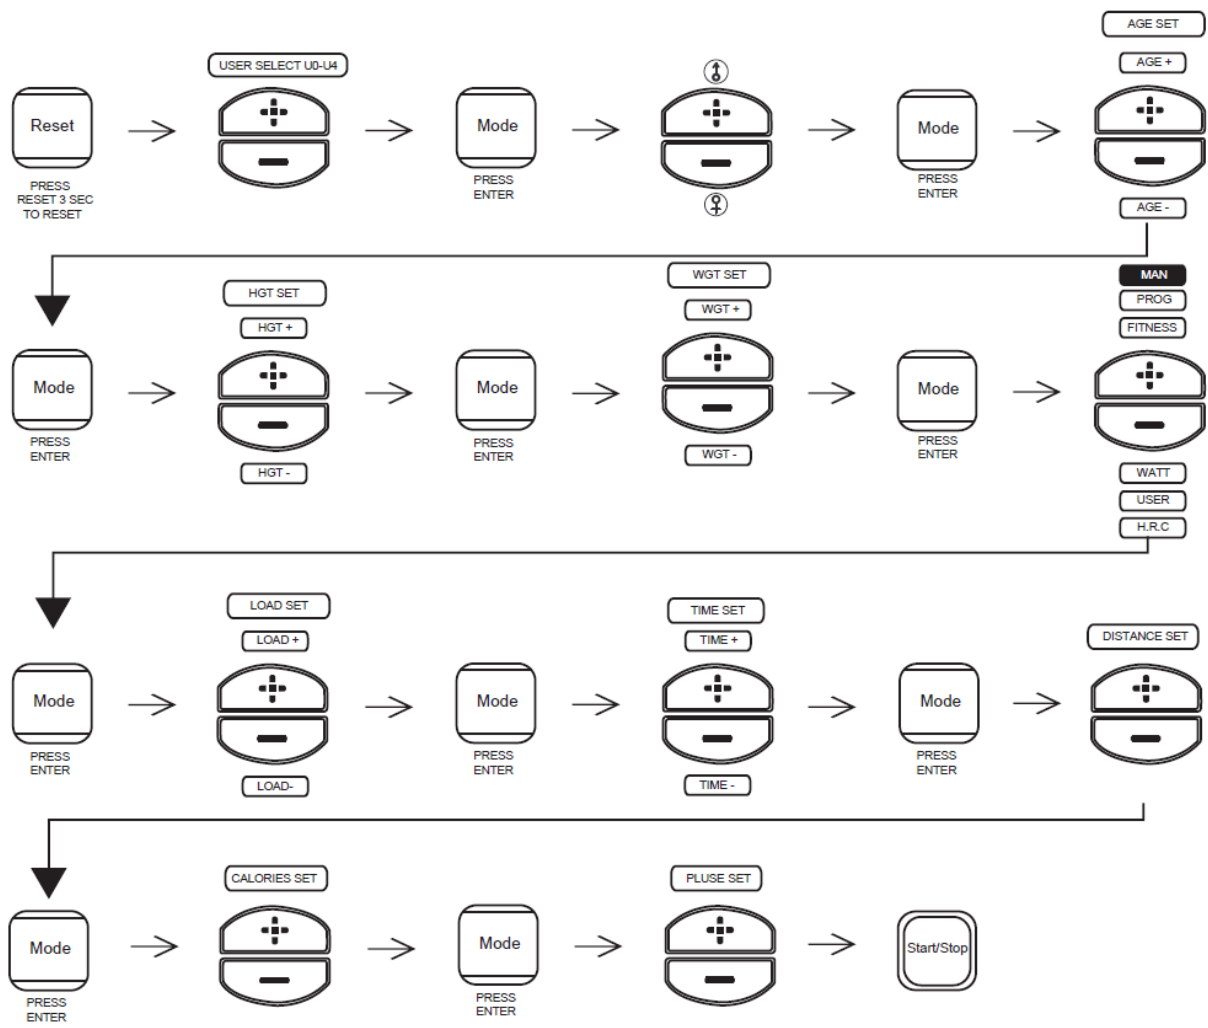 AGE SET
USER SELECT U0-U4
AGE +
Reset
Mode
Mode
PRESS
RESET 3 SEC
TO RESET
PRESS
ENTER
PRESS
ENTER
AGE -
HGT SET
HGT +
WGT SET
WGT +
MAN
PROG
FITNESS
Mode
Mode
Mode
PRESS
ENTER
HGT -
PRESS
ENTER
WGT -
PRESS
ENTER
WATT
USER
H.R.C
LOAD SET
LOAD +
TIME SET
TIME +
DISTANCE SET
Mode
Mode
Mode
PRESS
ENTER
LOAD-
PRESS
ENTER
TIME -
PRESS
ENTER
CALORIES SET
PLUSE SET
Mode
Mode
Start/Stop
PRESS
ENTER
PRESS
ENTER